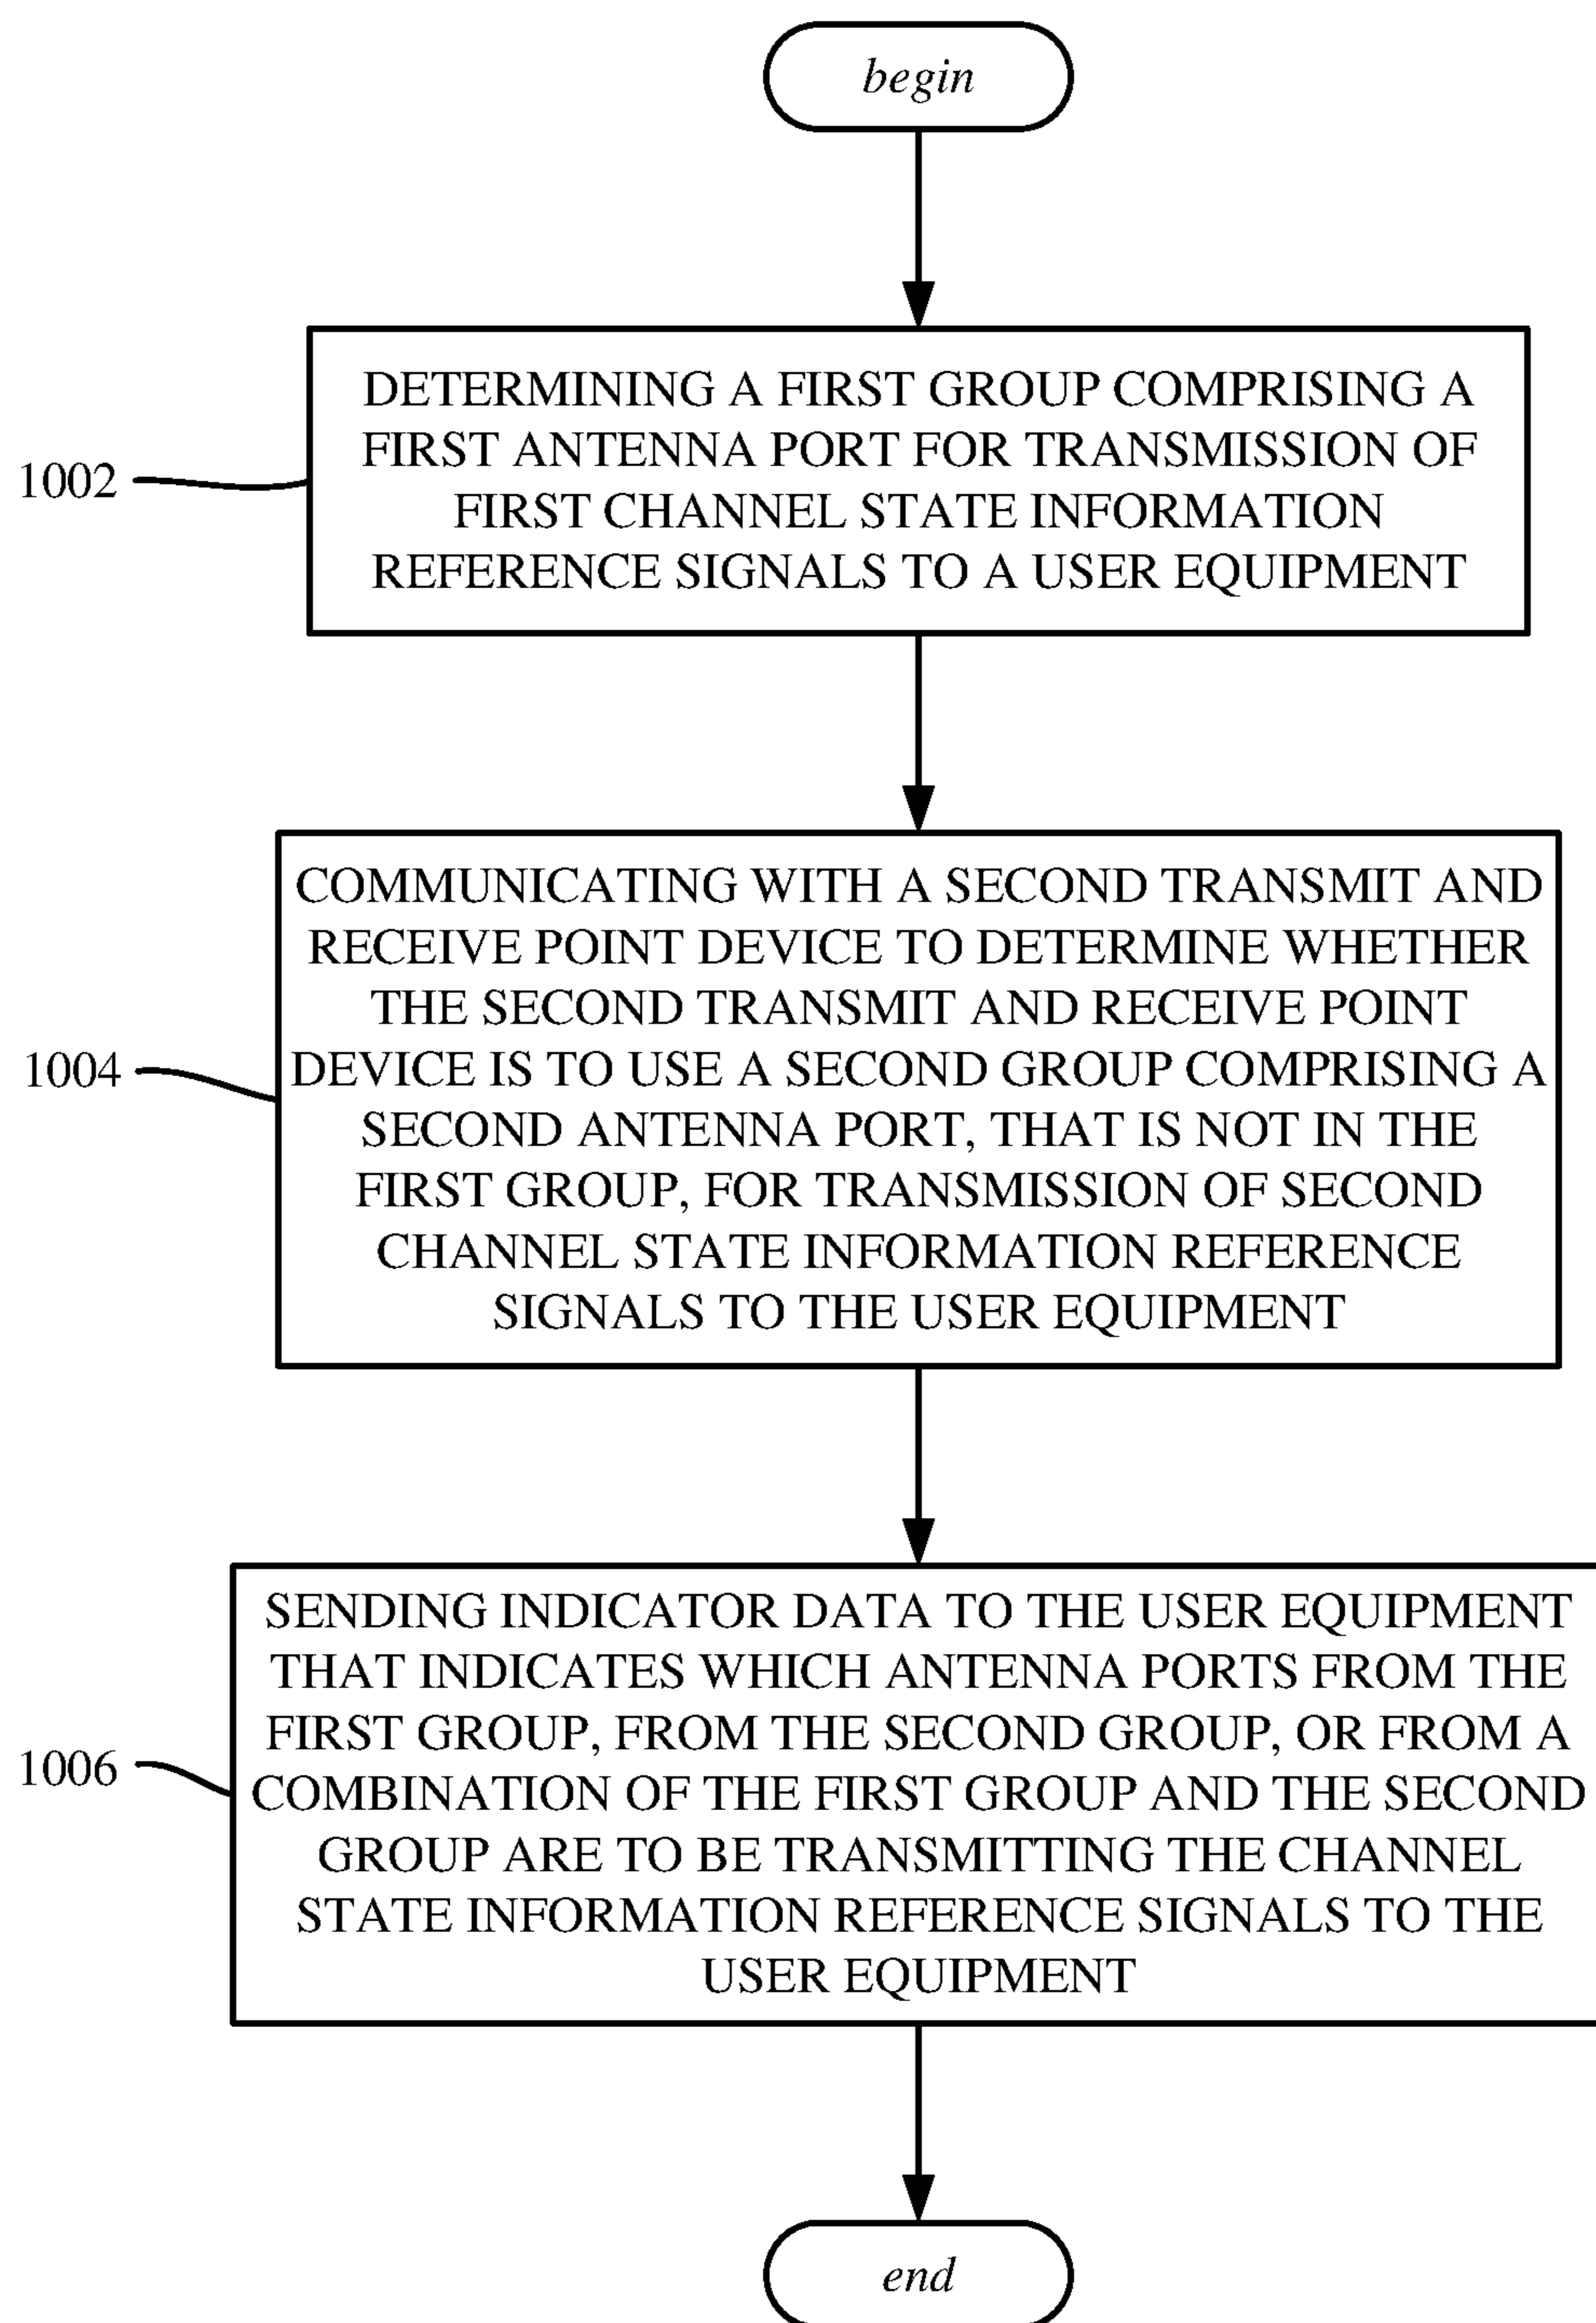 begin
1002
DETERMINING A FIRST GROUP COMPRISING A
FIRST ANTENNA PORT FOR TRANSMISSION OF
FIRST CHANNEL STATE INFORMATION
REFERENCE SIGNALS TO A USER EQUIPMENT
1004
COMMUNICATING WITH A SECOND TRANSMIT AND
RECEIVE POINT DEVICE TO DETERMINE WHETHER
THE SECOND TRANSMIT AND RECEIVE POINT
DEVICE IS TO USE A SECOND GROUP COMPRISING A
SECOND ANTENNA PORT, THAT IS NOT IN THE
FIRST GROUP, FOR TRANSMISSION OF SECOND
CHANNEL STATE INFORMATION REFERENCE
SIGNALS TO THE USER EQUIPMENT
1006
SENDING INDICATOR DATA TO THE USER EQUIPMENT
THAT INDICATES WHICH ANTENNA PORTS FROM THE
FIRST GROUP, FROM THE SECOND GROUP, OR FROM A
COMBINATION OF THE FIRST GROUP AND THE SECOND
GROUP ARE TO BE TRANSMITTING THE CHANNEL
STATE INFORMATION REFERENCE SIGNALS TO THE
USER EQUIPMENT
end